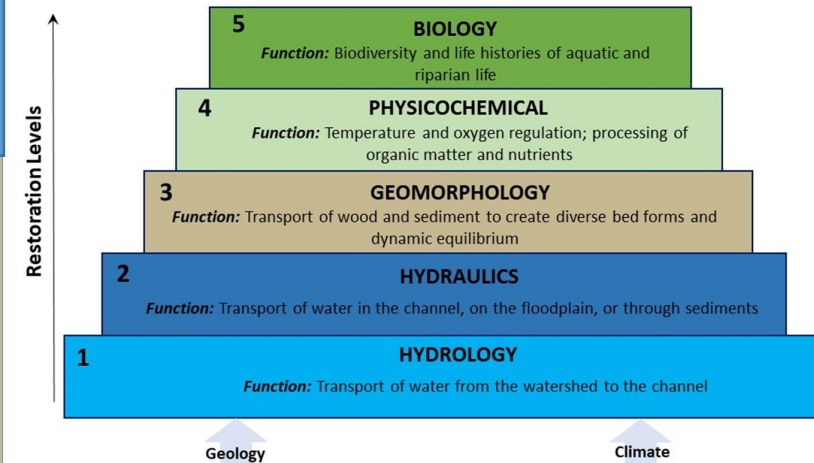 Restoration Levels
5
BIOLOGY
Function: Biodiversity and life histories of aquatic and
riparian life
4
PHYSICOCHEMICAL
Function: Temperature and oxygen regulation; processing of
organic matter and nutrients
3
GEOMORPHOLOGY
Function: Transport of wood and sediment to create diverse bed forms and
dynamic equilibrium
2
HYDRAULICS
Function: Transport of water in the channel, on the floodplain, or through sediments
1
HYDROLOGY
Function: Transport of water from the watershed to the channel
Geology
Climate